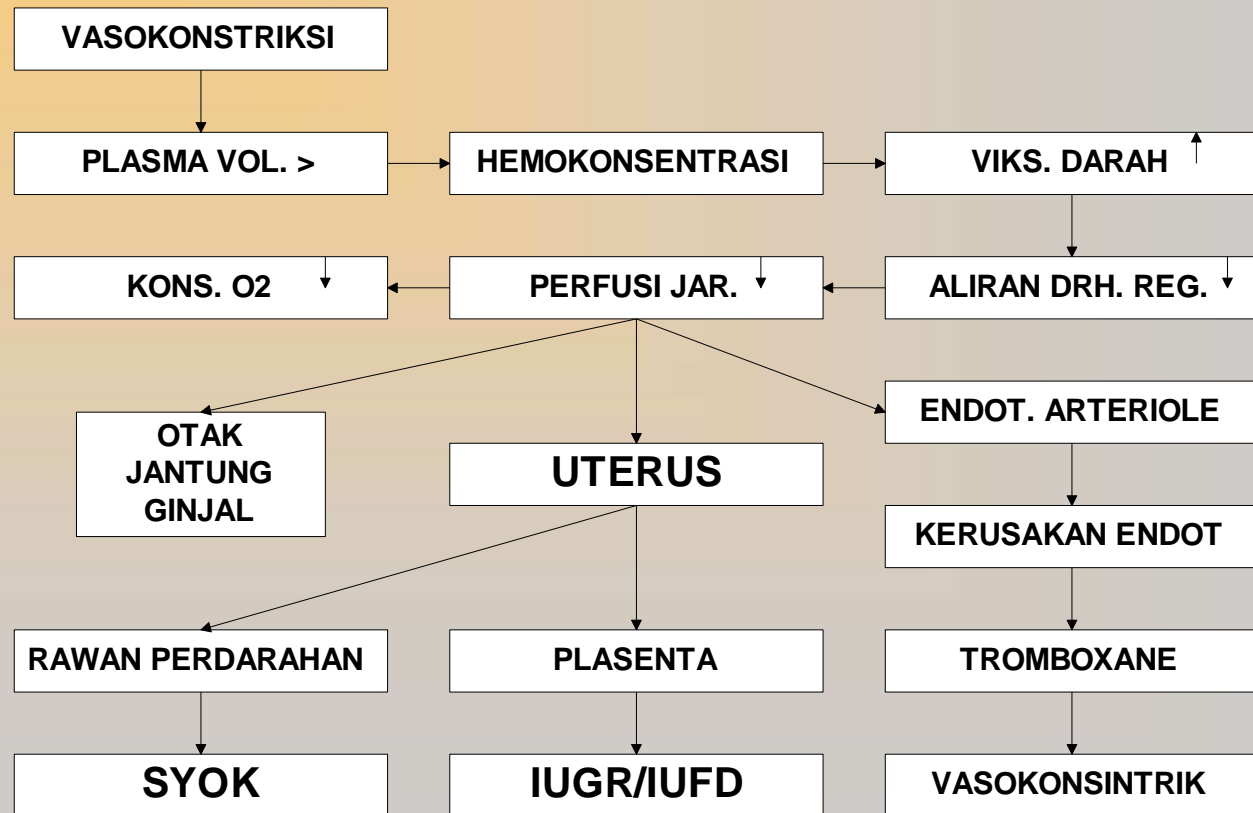 VASOKONSTRIKSI
PLASMA VOL. >
HEMOKONSENTRASI
VIKS. DARAH
KONS. O2
PERFUSI JAR.
ALIRAN DRH. REG.
OTAK
JANTUNG
GINJAL
UTERUS
ENDOT. ARTERIOLE
KERUSAKAN ENDOT
RAWAN PERDARAHAN
PLASENTA
TROMBOXANE
SYOK
IUGR/IUFD
VASOKONSINTRIK